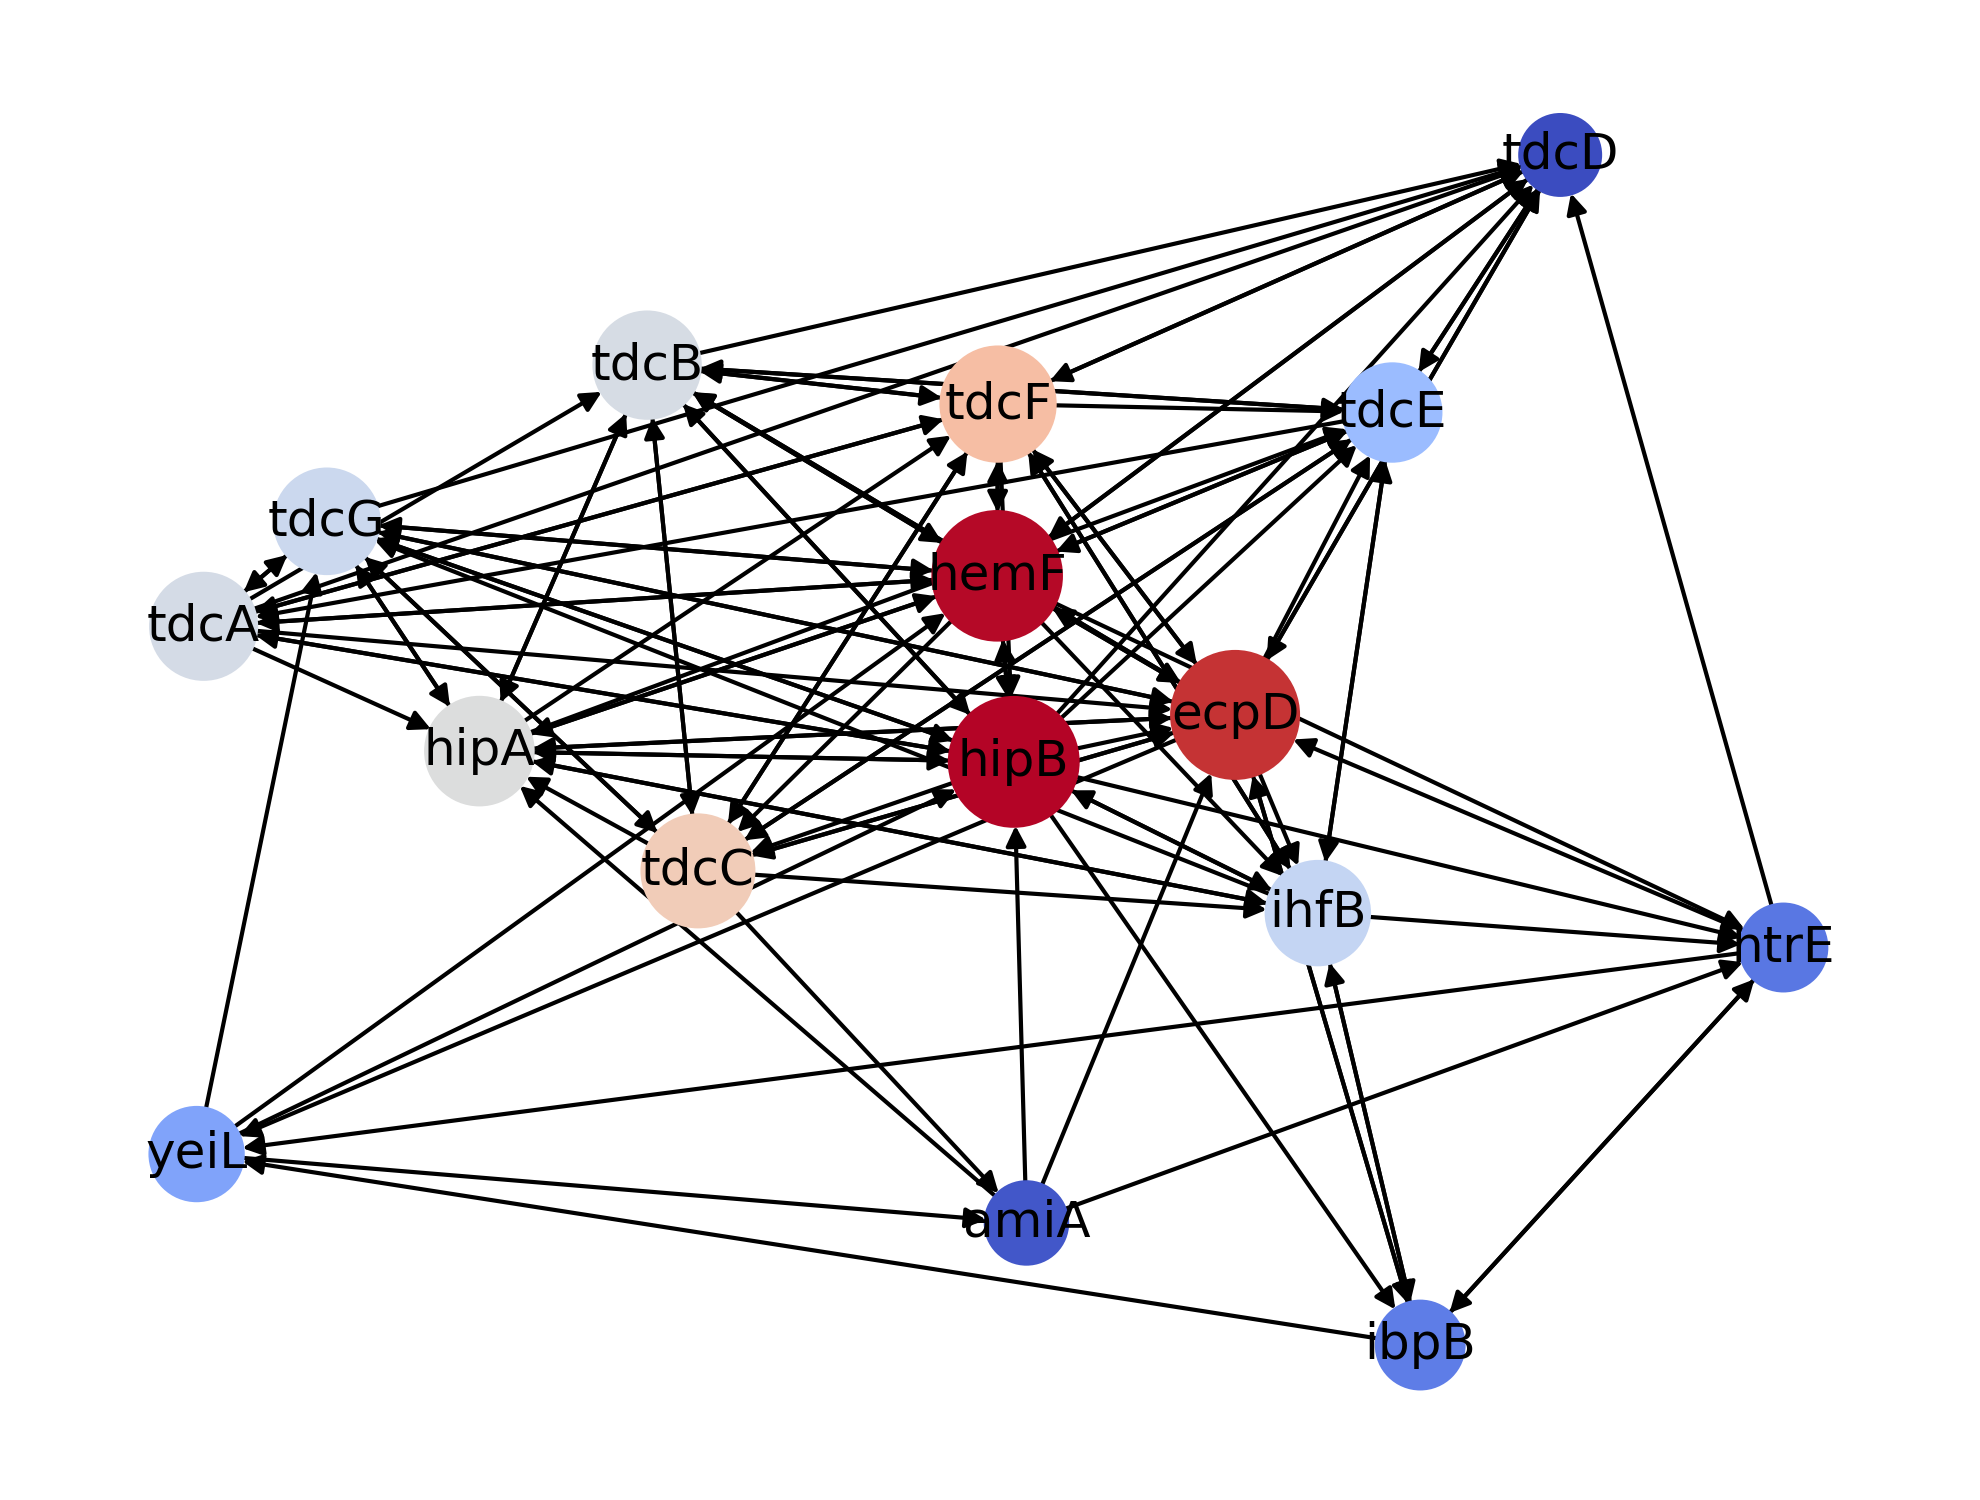 tdcD
tdcB
tdcF
tdcE
tdcG
hemF
tdcA
ecpD
hipA
hipB
tdcC
ihfB
htrE
yeiL
amiA
ibpB